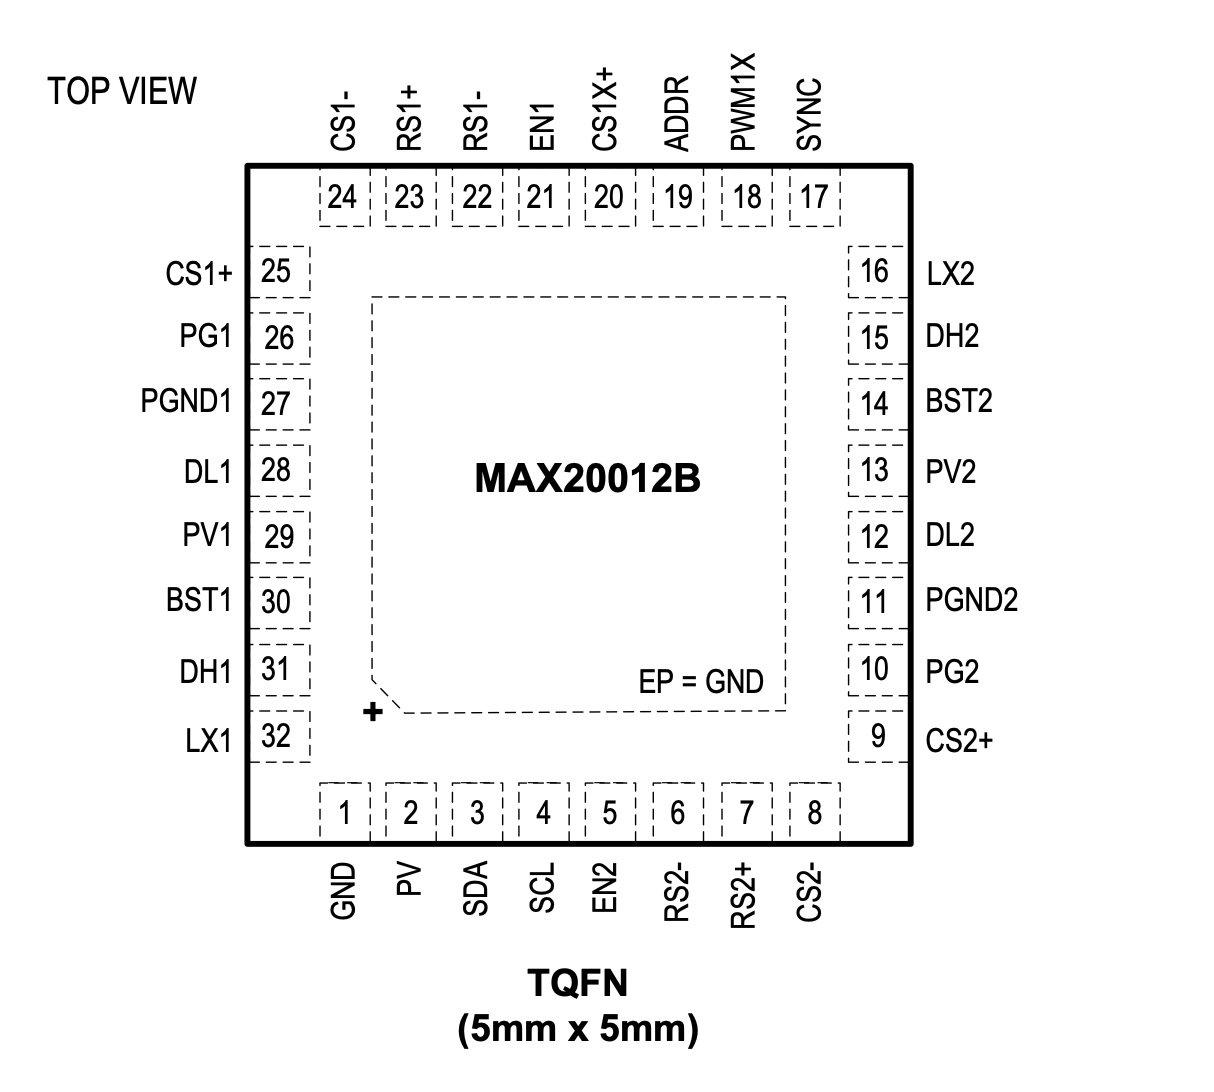 TOP VIEW
CS1- RS1+ RS1- EN1 CS1X+ ADDR PWM1X SYNC
24 23 22 21 20 19 18 17
CS1+ 25 16 LX2
PG1 26 15 DH2
PGND1 27 14 BST2
DL1 28 MAX20012B 13 PV2
PV1 29 12 DL2
BST1 30 11 PGND2
DH1 31 EP = GND 10 PG2
+
LX1 32 9 CS2+
1 2 3 4 5 6 7 8
GND PV SDA SCL EN2 RS2- RS2+ CS2-
TQFN
(5mm x 5mm)